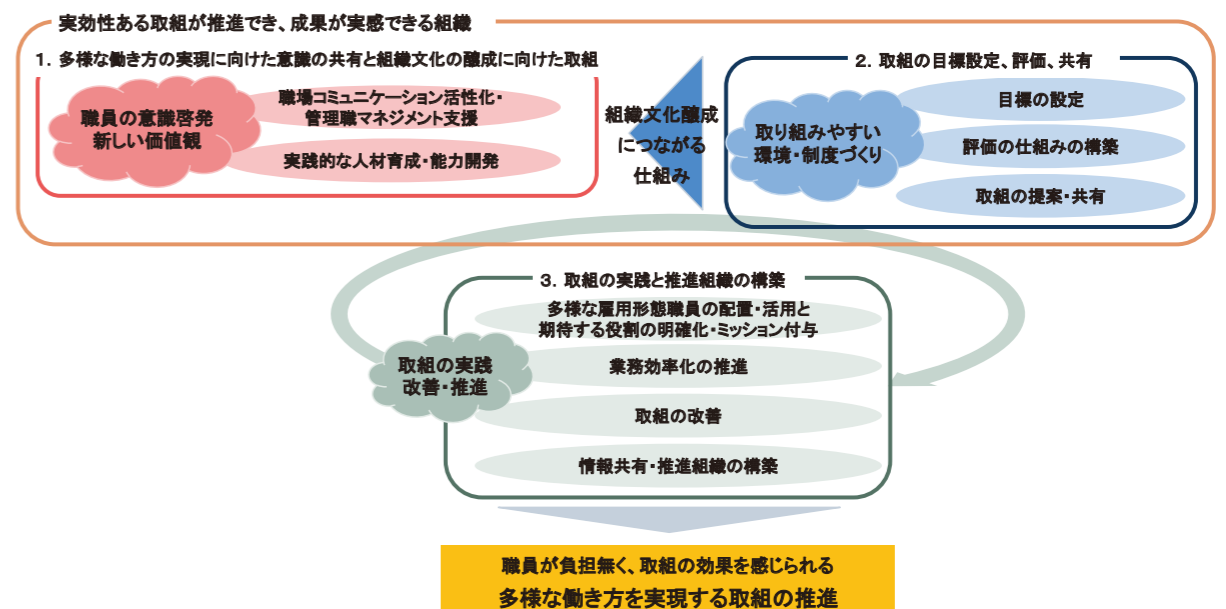 実効性ある取組が推進でき、成果が実感できる組織
1．多様な働き方の実現に向けた意識の共有と組織文化の醸成に向けた取組
職員の意識啓発
新しい価値観
職場コミュニケーション活性化・
管理職マネジメント支援
実践的な人材育成・能力開発
組織文化醸成
につながる
仕組み
2．取組の目標設定、評価、共有
取り組みやすい
環境・制度づくり
目標の設定
評価の仕組みの構築
取組の提案・共有
3．取組の実践と推進組織の構築
取組の実践
改善・推進
多様な雇用形態職員の配置・活用と
期待する役割の明確化・ミッション付与
業務効率化の推進
取組の改善
情報共有・推進組織の構築
職員が負担無く、取組の効果を感じられる
多様な働き方を実現する取組の推進